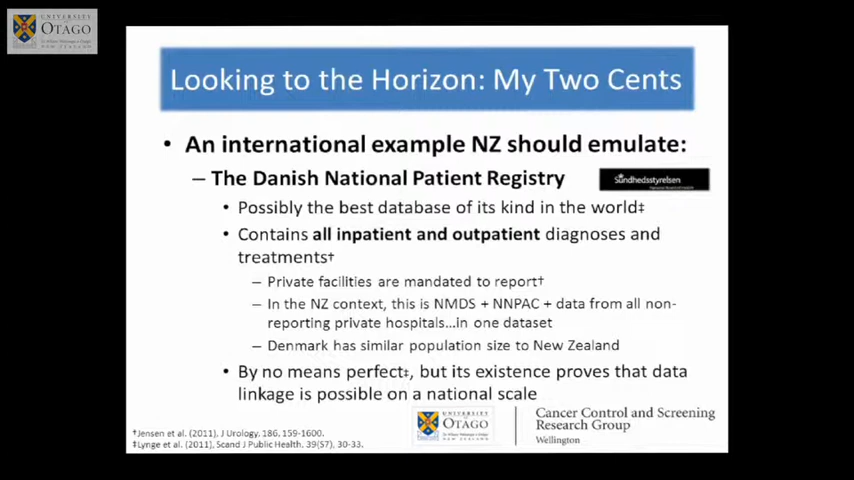 UNIVERSITY
of
OTAGO
NEW ZEALAND
Looking to the Horizon: My Two Cents
• An international example NZ should emulate:
– The Danish National Patient Registry
Sundhedsstyrelsen
• Possibly the best database of its kind in the world‡
• Contains all inpatient and outpatient diagnoses and
treatments†
– Private facilities are mandated to report†
– In the NZ context, this is NMDS + NNPAC + data from all non-
reporting private hospitals...in one dataset
– Denmark has similar population size to New Zealand
• By no means perfect‡, but its existence proves that data
linkage is possible on a national scale
†Jensen et al. (2011), J Urology, 186, 159-1600.
‡Lynge et al. (2011), Scand J Public Health. 39(S7), 30-33.
UNIVERSITY
of
OTAGO
NEW ZEALAND
Cancer Control and Screening
Research Group
Wellington